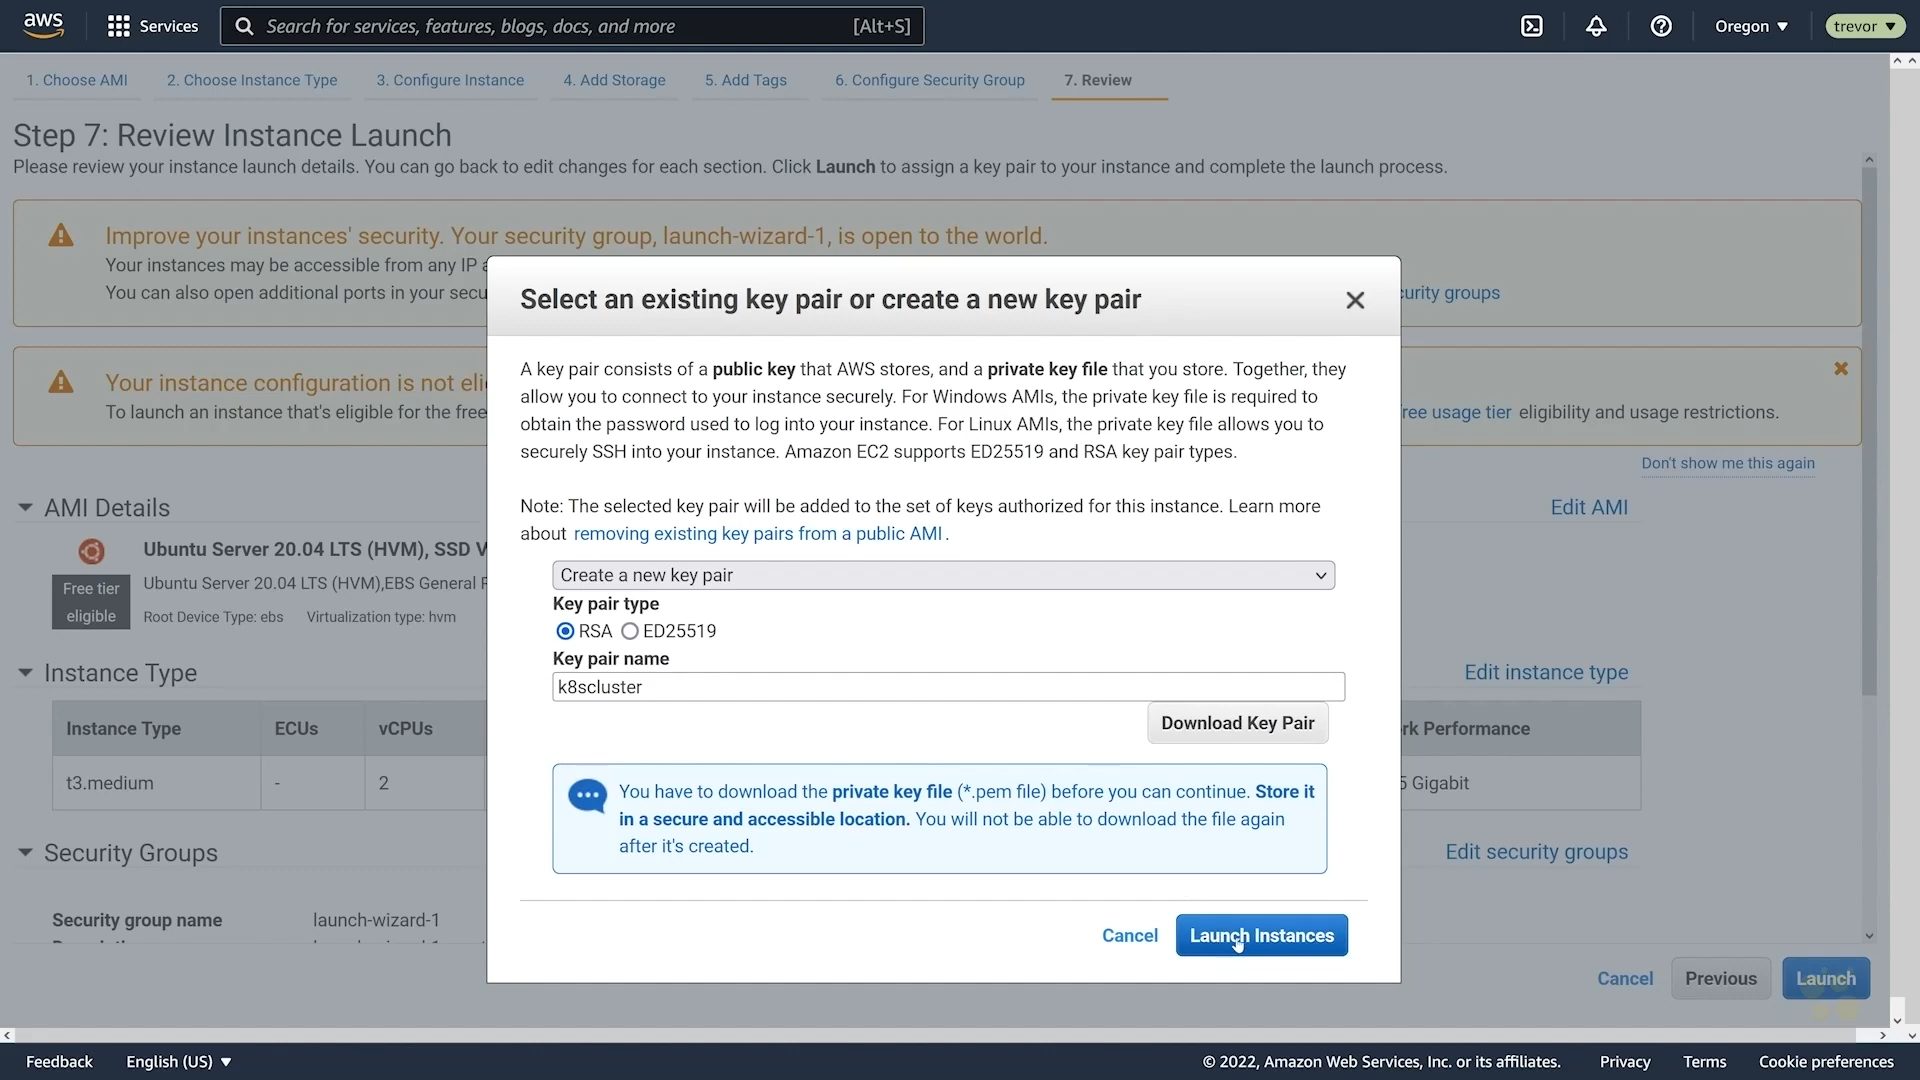 aws
Services
Search for services, features, blogs, docs, and more
[Alt+S]
Oregon ▼
trevor ▼
1. Choose AMI
2. Choose Instance Type
3. Configure Instance
4. Add Storage
5. Add Tags
6. Configure Security Group
7. Review
Step 7: Review Instance Launch
Please review your instance launch details. You can go back to edit changes for each section. Click Launch to assign a key pair to your instance and complete the launch process.
Improve your instances' security. Your security group, launch-wizard-1, is open to the world.
Your instances may be accessible from any IP
You can also open additional ports in your
groups
Your instance configuration is not
To launch an instance that's eligible for the free
usage tier eligibility and usage restrictions.
Don't show me this again
Select an existing key pair or create a new key pair
A key pair consists of a public key that AWS stores, and a private key file that you store. Together, they
allow you to connect to your instance securely. For Windows AMIs, the private key file is required to
obtain the password used to log into your instance. For Linux AMIs, the private key file allows you to
securely SSH into your instance. Amazon EC2 supports ED25519 and RSA key pair types.
Note: The selected key pair will be added to the set of keys authorized for this instance. Learn more
about removing existing key pairs from a public AMI.
Create a new key pair
Key pair type
RSA
ED25519
Key pair name
k8scluster
Download Key Pair
You have to download the private key file (*.pem file) before you can continue. Store it
in a secure and accessible location. You will not be able to download the file again
after it's created.
Cancel
Launch Instances
AMI Details
Edit AMI
Free tier
eligible
Ubuntu Server 20.04 LTS (HVM), SSD
Ubuntu Server 20.04 LTS (HVM),EBS General
Root Device Type: ebs
Virtualization type: hvm
Instance Type
Edit instance type
Instance Type
ECUs
vCPUs
Performance
t3.medium
-
2
Gigabit
Security Groups
Edit security groups
Security group name
launch-wizard-1
Cancel
Previous
Launch
Feedback
English (US) ▼
© 2022, Amazon Web Services, Inc. or its affiliates.
Privacy
Terms
Cookie preferences